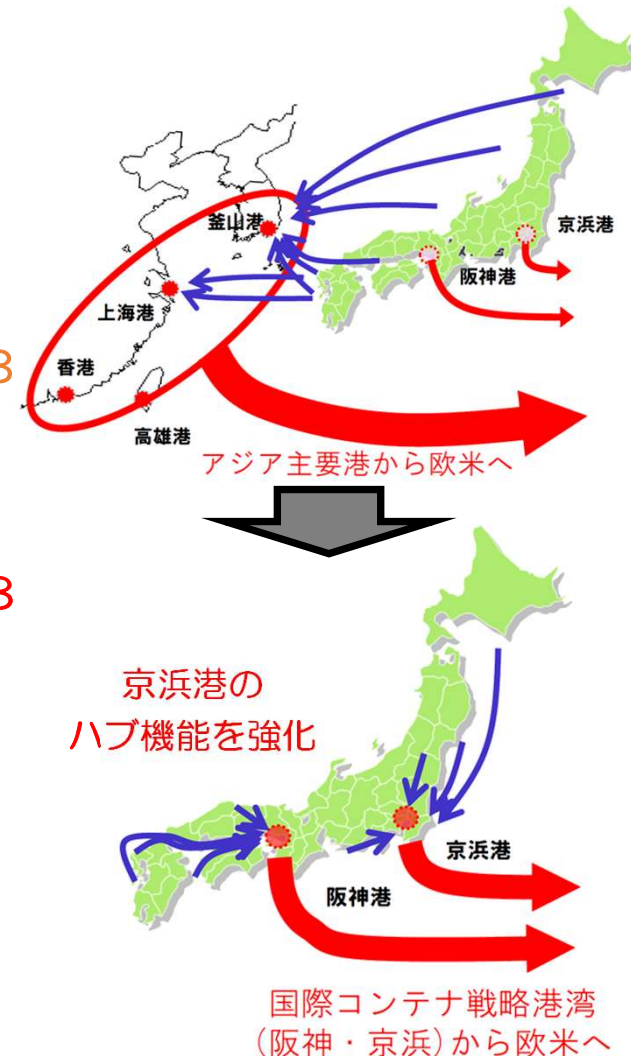 釜山港
京浜港
阪神港
上海港
香港
高雄港
アジア主要港から欧米へ
京浜港の
ハブ機能を強化
京浜港
阪神港
国際コンテナ戦略港湾
（阪神・京浜）から欧米へ